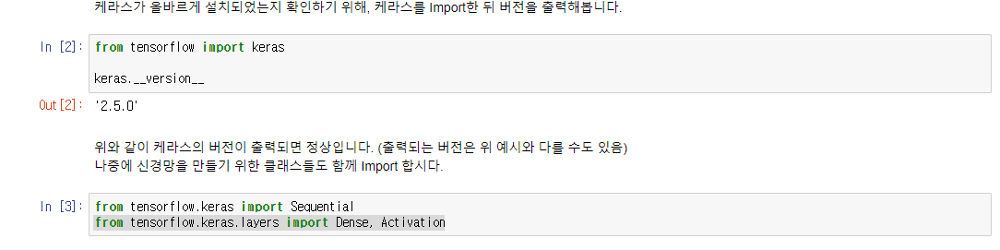 케라스가 올바르게 설치되었는지 확인하기 위해, 케라스를 Import한 뒤 버전을 출력해봅니다.
In [2]: from tensorflow import keras
keras.__version__
Out[2]: '2.5.0'
위와 같이 케라스의 버전이 출력되면 정상입니다. (출력되는 버전은 위 예시와 다를 수도 있음)
나중에 신경망을 만들기 위한 클래스들도 함께 Import 합시다.
In [3]: from tensorflow.keras import Sequential
from tensorflow.keras.layers import Dense, Activation